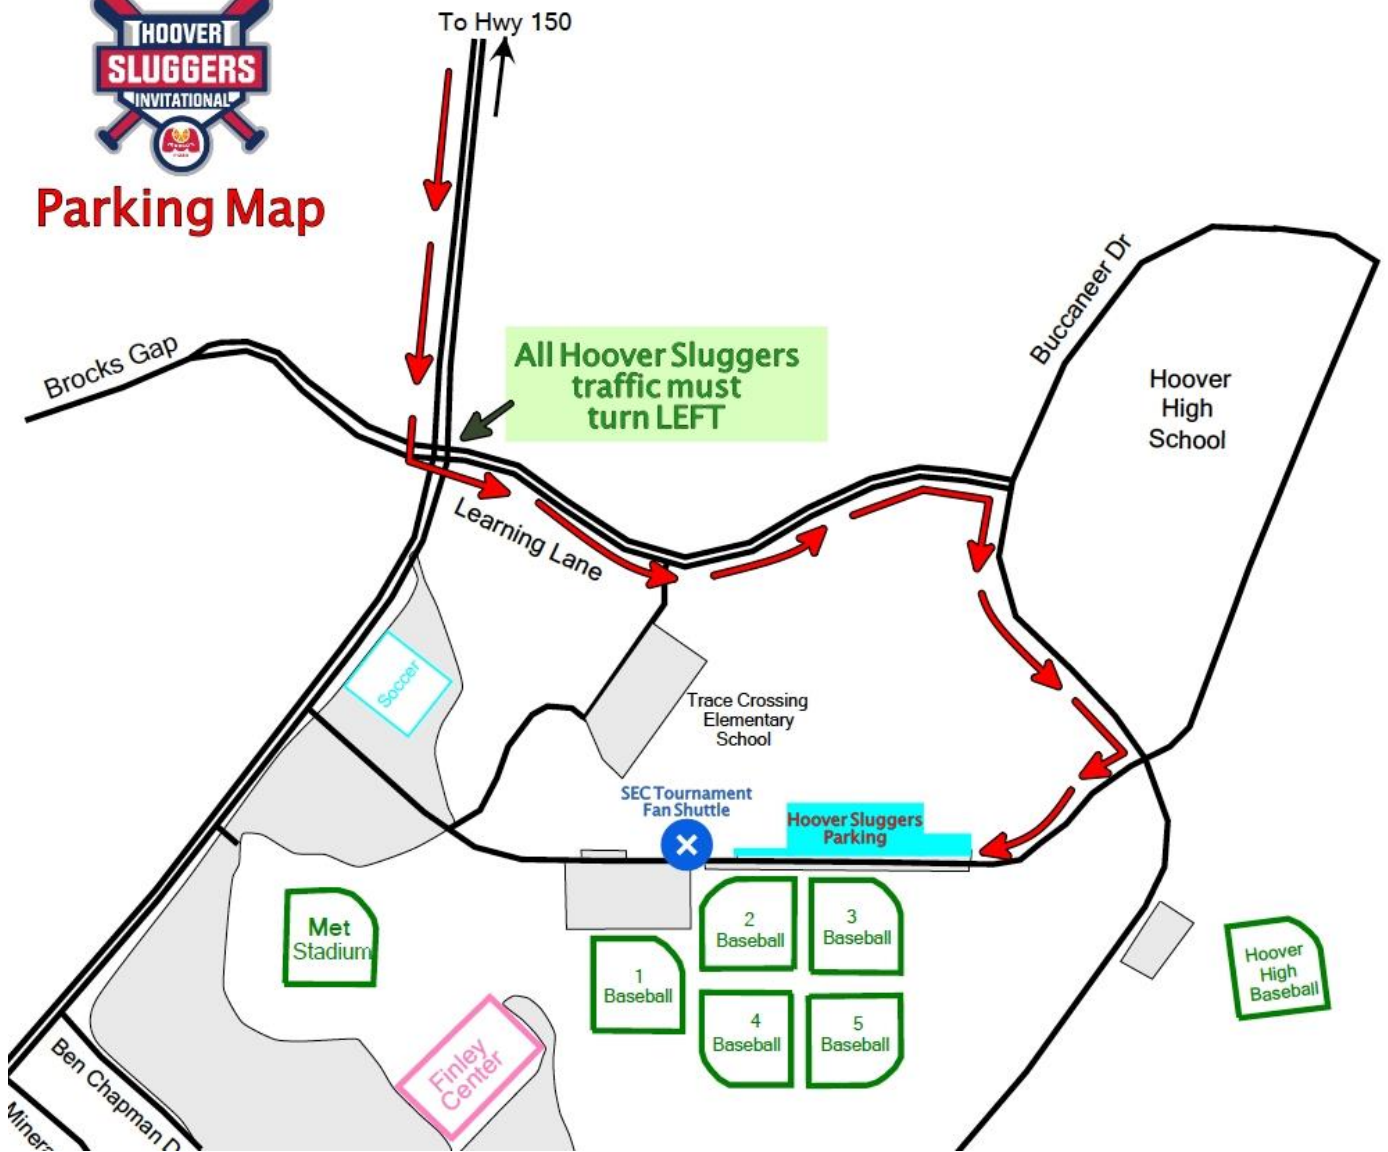 To Hwy 150
HOOVER
SLUGGERS
INVITATIONAL
Parking Map
Brocks Gap
All Hoover Sluggers
traffic must
turn LEFT
Buccaneer Dr
Hoover
High
School
Learning Lane
Soccer
Trace Crossing
Elementary
School
SEC Tournament
Fan Shuttle
Hoover Sluggers
Parking
Met
Stadium
1
Baseball
2
Baseball
3
Baseball
4
Baseball
5
Baseball
Hoover
High
Baseball
Finley
Center
Ben Chapman D
Minera